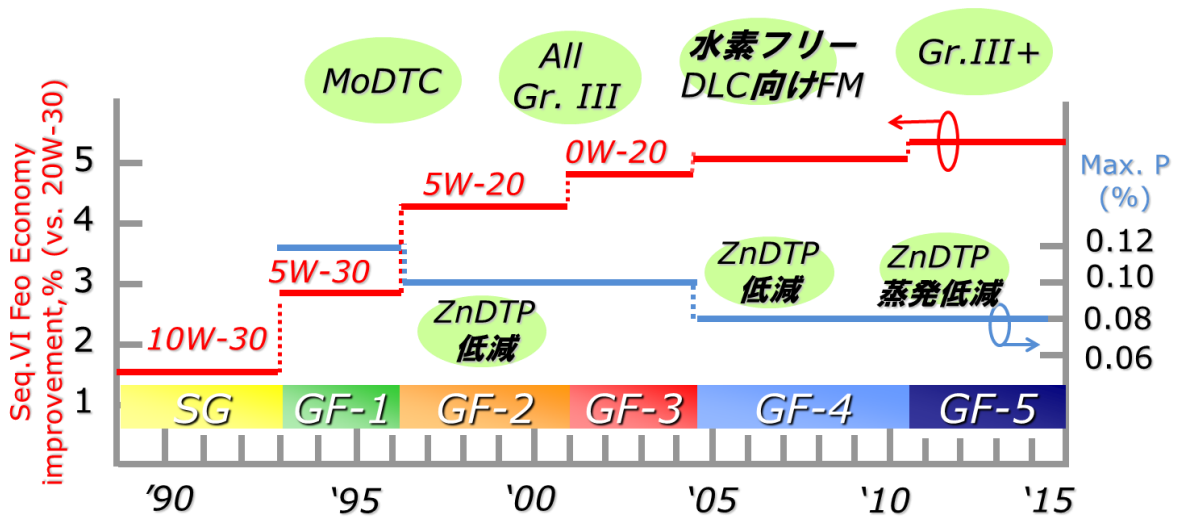 MoDTC
All
Gr. III
水素フリー
DLC向けFM
Gr.III+
Seq.VI Feo Economy
improvement,% (vs. 20W-30)
5
4
3
2
1
10W-30
5W-30
5W-20
0W-20
ZnDTP
低減
ZnDTP
低減
ZnDTP
蒸発低減
Max. P
(%)
0.12
0.10
0.08
0.06
SG
GF-1
GF-2
GF-3
GF-4
GF-5
’90
‘95
‘00
‘05
‘10
‘15